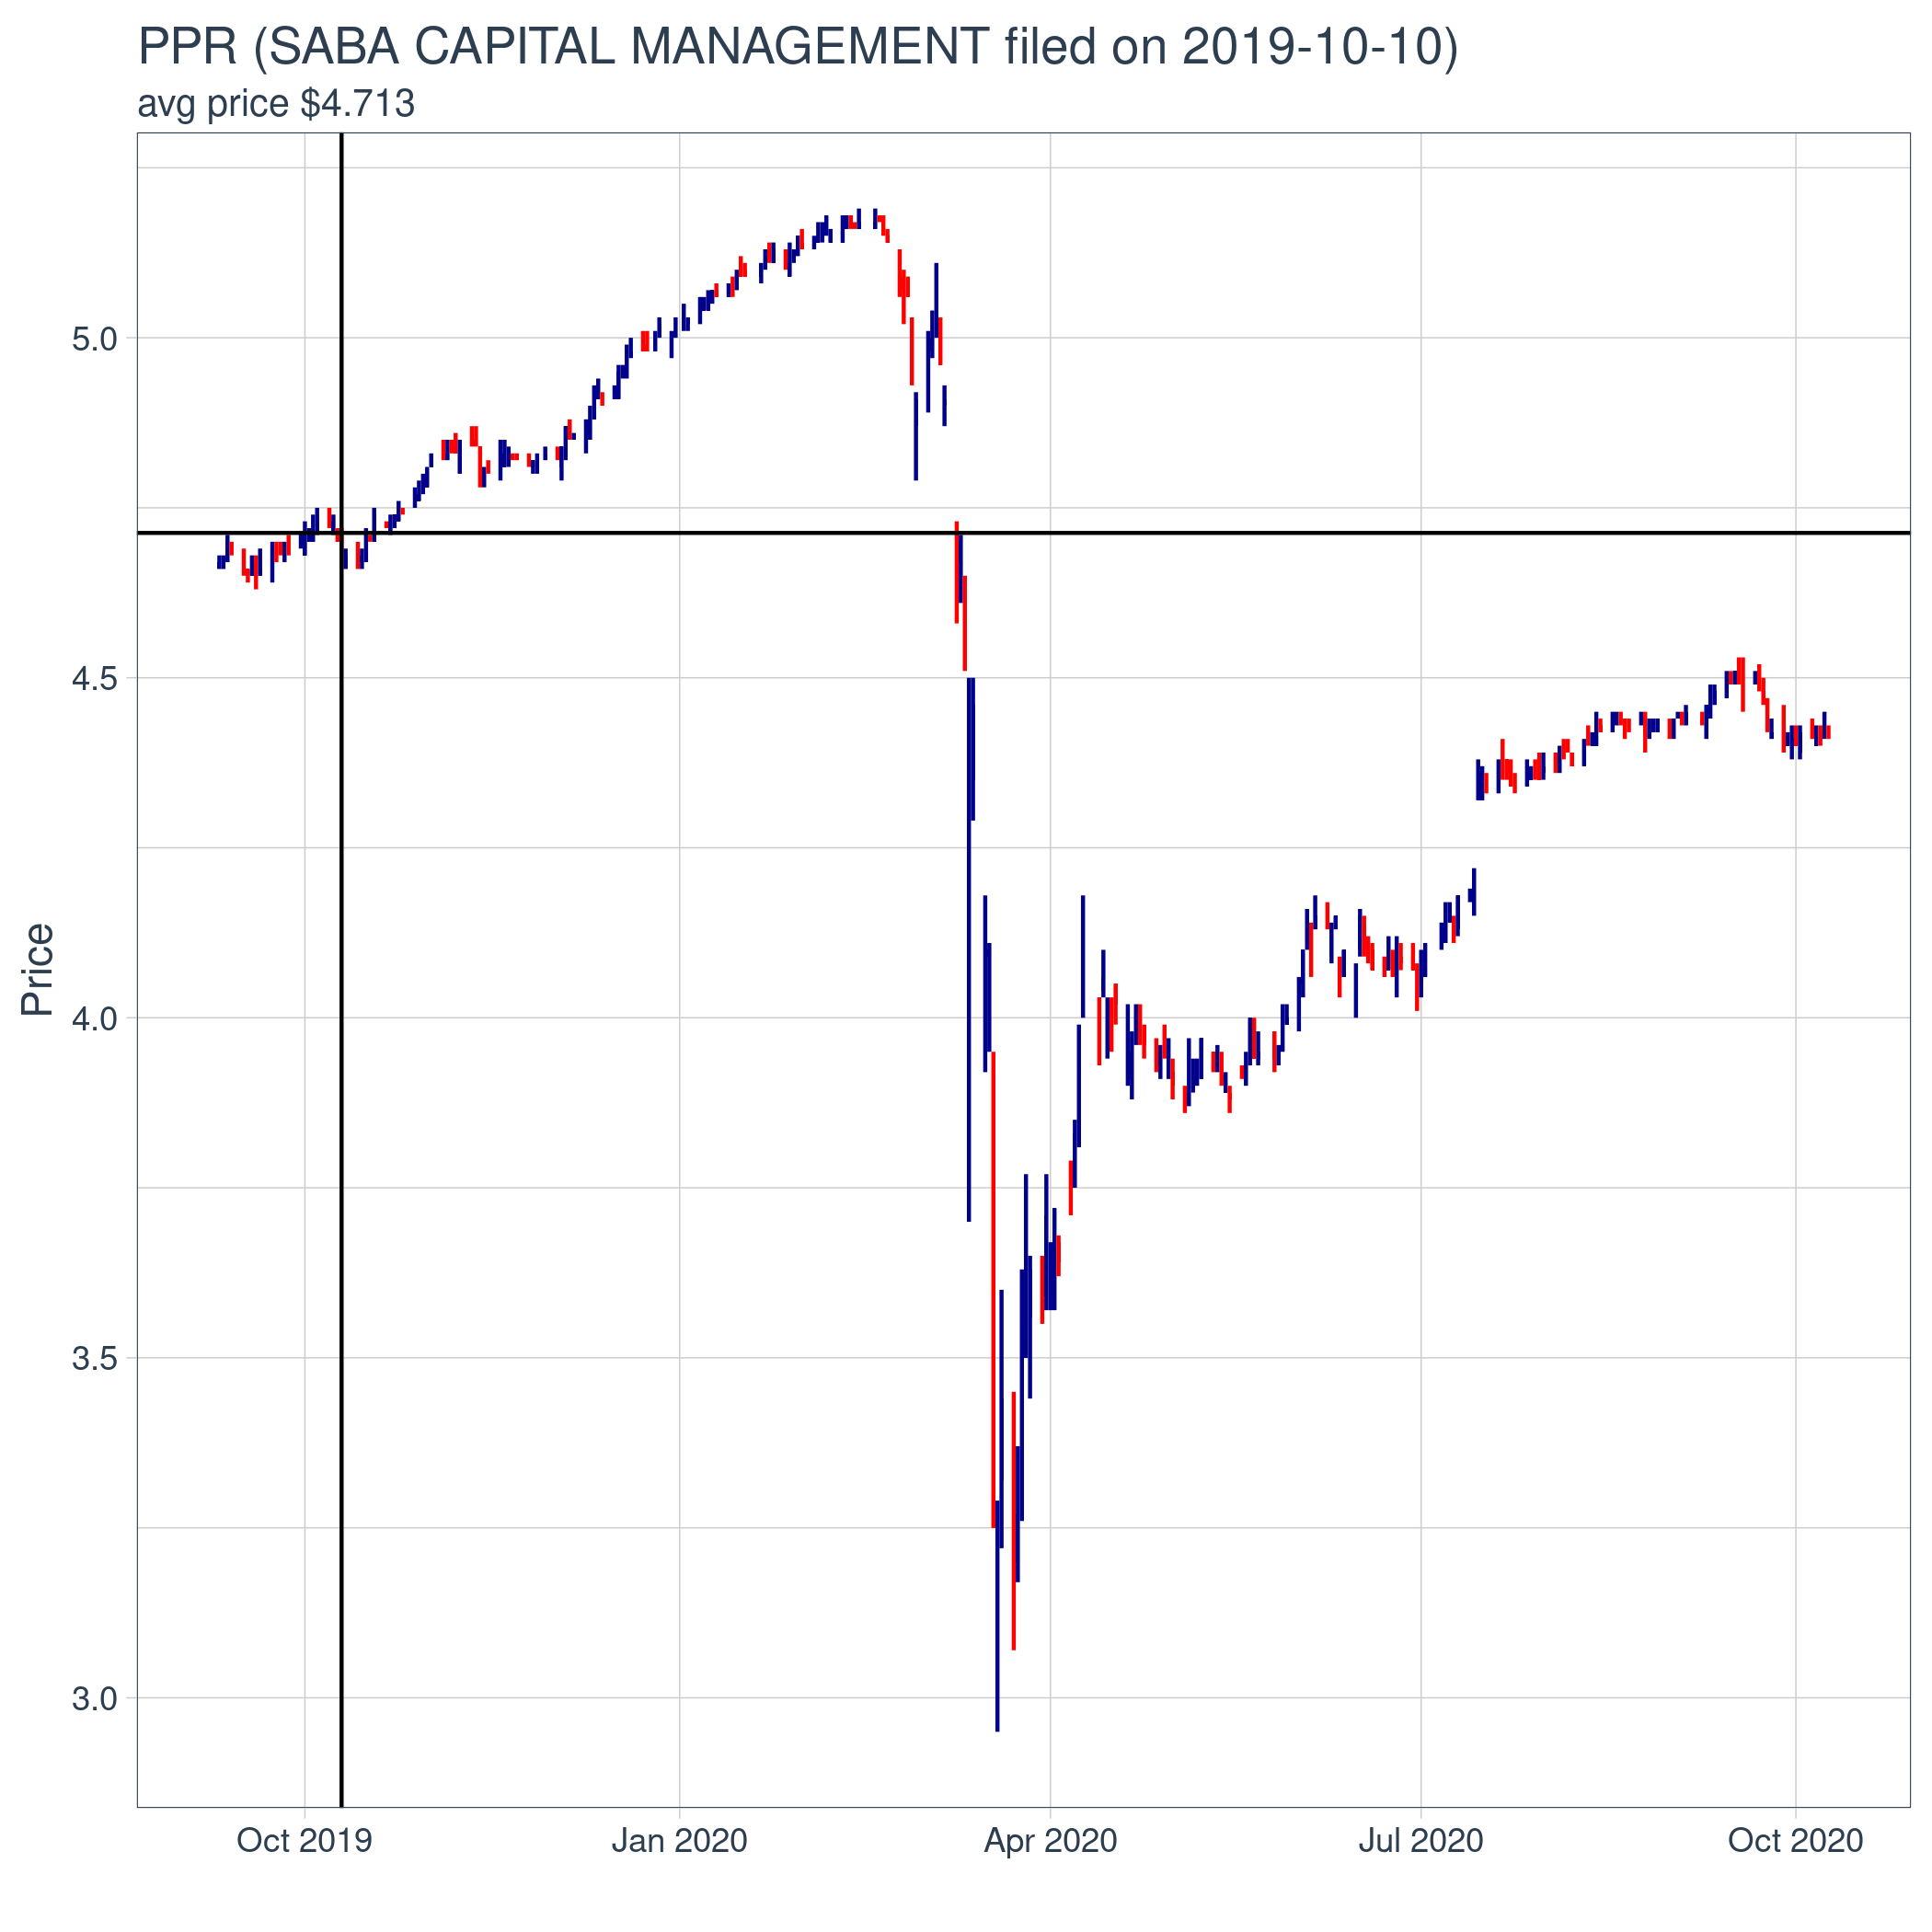 PPR (SABA CAPITAL MANAGEMENT filed on 2019-10-10)
avg price $4.713
Price
5.0
4.5
4.0
3.5
3.0
Oct 2019 Jan 2020 Apr 2020 Jul 2020 Oct 2020